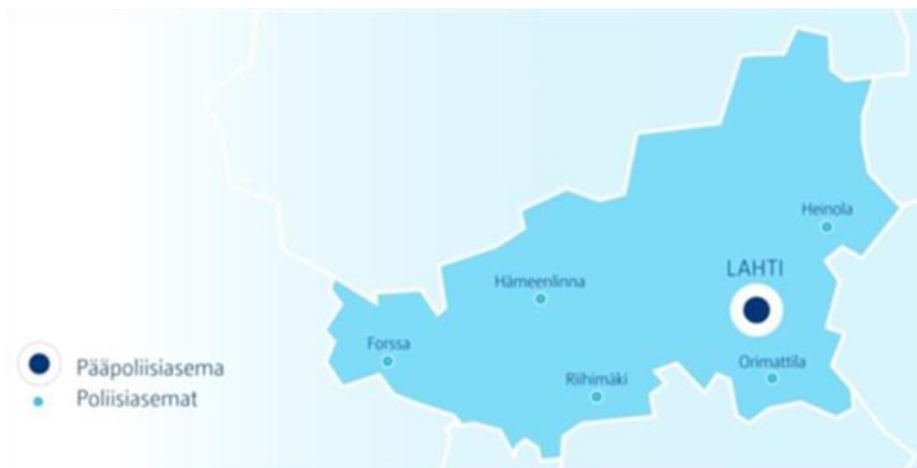 Heinola
LAHTI
Hämeenlinna
Forssa
Orimattila
Riihimäki
Pääpoliisiasema
Poliisiasemat